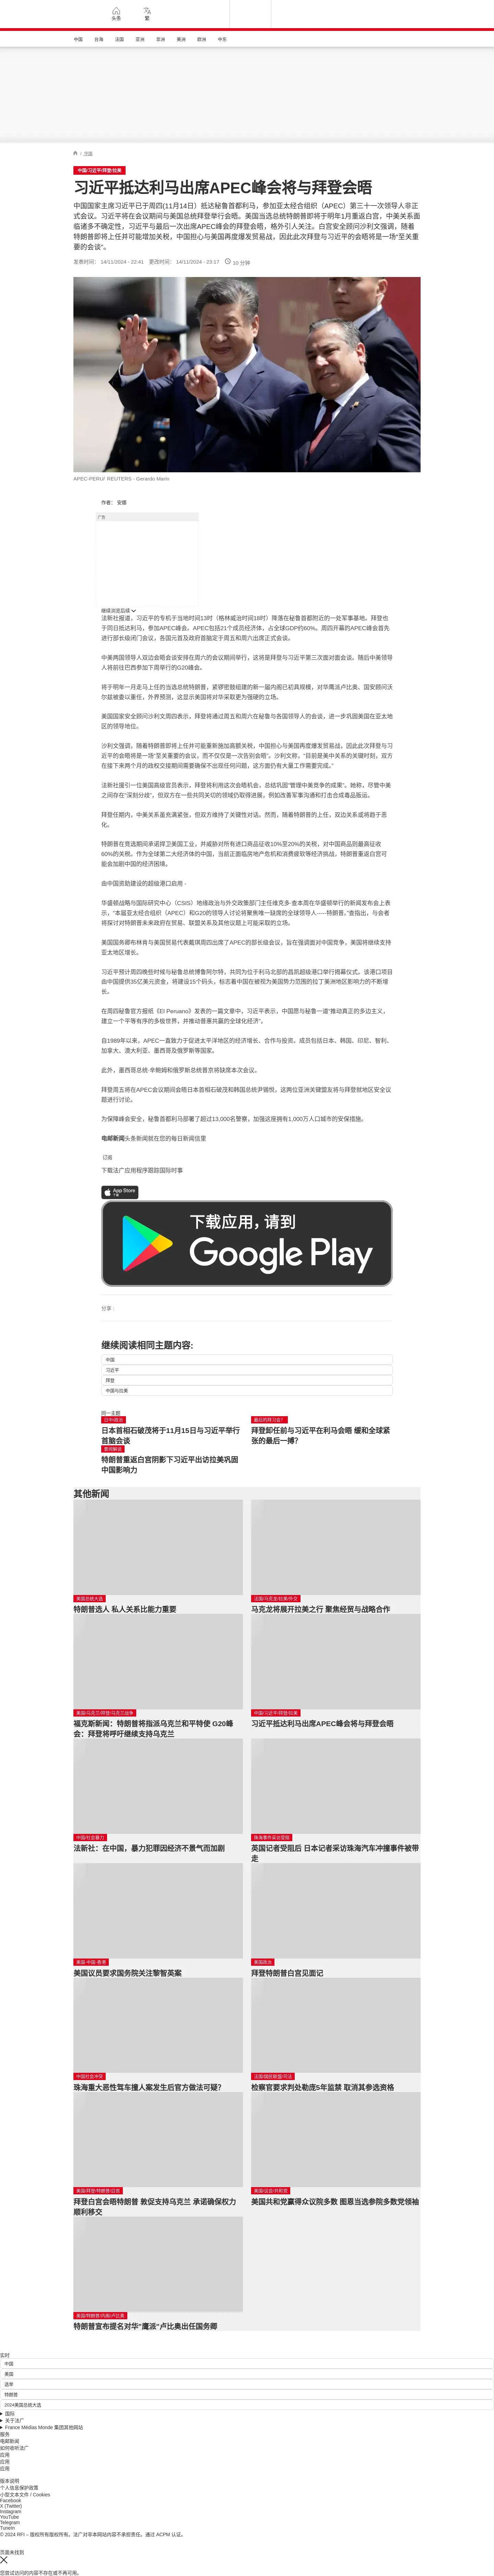 头条
繁
中国
台海
法国
亚洲
非洲
美洲
欧洲
中东
/ 中国
中国/习近平/拜登/拉美
习近平抵达利马出席APEC峰会将与拜登会晤
中国国家主席习近平已于周四(11月14日）抵达秘鲁首都利马，参加亚太经合组织（APEC）第三十一次领导人非正
式会议。习近平将在会议期间与美国总统拜登举行会晤。美国当选总统特朗普即将于明年1月重返白宫，中美关系面
临诸多不确定性，习近平与最后一次出席APEC峰会的拜登会晤，格外引人关注。白宫安全顾问沙利文强调，随着
特朗普即将上任并可能增加关税，中国担心与美国再度爆发贸易战，因此此次拜登与习近平的会晤将是一场“至关重
要的会谈”。
发表时间： 14/11/2024 - 22:41 更改时间： 14/11/2024 - 23:17 10 分钟
APEC-PERU/ REUTERS - Gerardo Marin
作者： 安娜
广告
继续浏览后续
法新社报道，习近平的专机于当地时间13时（格林威治时间18时）降落在秘鲁首都附近的一处军事基地。拜登也
于同日抵达利马，参加APEC峰会。APEC包括21个成员经济体，占全球GDP约60%。周四开幕的APEC峰会首先
进行部长级闭门会议，各国元首及政府首脑定于周五和周六出席正式会谈。
中美两国领导人双边会晤会谈安排在周六的会议期间举行，这将是拜登与习近平第三次面对面会谈。随后中美领导
人将前往巴西参加下周举行的G20峰会。
将于明年一月走马上任的当选总统特朗普，紧锣密鼓组建的新一届内阁已初具规模，对华鹰派卢比奥、国安顾问沃
尔兹被委以重任，外界预测，这显示美国将对华采取更为强硬的立场。
美国国家安全顾问沙利文周四表示，拜登将通过周五和周六在秘鲁与各国领导人的会谈，进一步巩固美国在亚太地
区的领导地位。
沙利文强调，随着特朗普即将上任并可能重新施加高额关税，中国担心与美国再度爆发贸易战，因此此次拜登与习
近平的会晤将是一场“至关重要的会议，而不仅仅是一次告别会晤”。沙利文称，“目前是美中关系的关键时刻，双方
在接下来两个月的政权交接期间需要确保不出现任何问题，这方面仍有大量工作需要完成。”
法新社援引一位美国高级官员表示，拜登将利用这次会晤机会，总结巩固“管理中美竞争的成果”。她称，尽管中美
之间存在“深刻分歧”，但双方在一些共同关切的领域仍取得进展，例如改善军事沟通和打击合成毒品贩运。
拜登任期内，中美关系虽充满紧张，但双方维持了关键性对话。然而，随着特朗普的上任，双边关系或将趋于恶
化。
特朗普在竞选期间承诺捍卫美国工业，并威胁对所有进口商品征收10%至20%的关税，对中国商品则最高征收
60%的关税。作为全球第二大经济体的中国，当前正面临房地产危机和消费疲软等经济挑战，特朗普重返白宫可
能会加剧中国的经济困境。
由中国资助建设的超级港口启用 -
华盛顿战略与国际研究中心（CSIS）地缘政治与外交政策部门主任维克多·查本周在华盛顿举行的新闻发布会上表
示，“本届亚太经合组织（APEC）和G20的领导人讨论将聚焦唯一缺席的全球领导人——特朗普。”查指出，与会者
将探讨对特朗普未来政府在贸易、联盟关系及其他议题上可能采取的立场。
美国国务卿布林肯与美国贸易代表戴琪周四出席了APEC的部长级会议，旨在强调面对中国竞争，美国将继续支持
亚太地区增长。
习近平预计周四晚些时候与秘鲁总统博鲁阿尔特，共同为位于利马北部的昌凯超级港口举行揭幕仪式。该港口项目
由中国提供35亿美元资金，将建设15个码头，标志着中国在被视为美国势力范围的拉丁美洲地区影响力的不断增
长。
在周四秘鲁官方报纸《El Peruano》发表的一篇文章中，习近平表示，中国愿与秘鲁一道“推动真正的多边主义，
建立一个平等有序的多极世界，并推动普惠共赢的全球化经济”。
自1989年以来，APEC一直致力于促进太平洋地区的经济增长、合作与投资。成员包括日本、韩国、印尼、智利、
加拿大、澳大利亚、墨西哥及俄罗斯等国家。
此外，墨西哥总统·辛鲍姆和俄罗斯总统普京将缺席本次会议。
拜登周五将在APEC会议期间会晤日本首相石破茂和韩国总统尹锡悦，这两位亚洲关键盟友将与拜登就地区安全议
题进行讨论。
为保障峰会安全，秘鲁首都利马部署了超过13,000名警察，加强这座拥有1,000万人口城市的安保措施。
电邮新闻头条新闻就在您的每日新闻信里
订阅
下载法广应用程序跟踪国际时事
App Store
下载应用，请到
Google Play
分享 :
继续阅读相同主题内容:
中国
习近平
拜登
中国与拉美
同一主题
日中/政治
日本首相石破茂将于11月15日与习近平举行
首脑会谈
最后的拜习会?
拜登卸任前与习近平在利马会晤 缓和全球紧
张的最后一搏?
要闻解说
特朗普重返白宫阴影下习近平出访拉美巩固
中国影响力
其他新闻
美国总统大选
特朗普选人 私人关系比能力重要
法国/马克龙/拉美/外交
马克龙将展开拉美之行 聚焦经贸与战略合作
美国/乌克兰/拜登/乌克兰战争
福克斯新闻：特朗普将指派乌克兰和平特使 G20峰
会：拜登将呼吁继续支持乌克兰
中国/习近平/拜登/拉美
习近平抵达利马出席APEC峰会将与拜登会晤
中国/社会暴力
法新社：在中国，暴力犯罪因经济不景气而加剧
珠海事件采访受阻
英国记者受阻后 日本记者采访珠海汽车冲撞事件被带
走
美国·中国·香港
美国议员要求国务院关注黎智英案
美国政治
拜登特朗普白宫见面记
中国社会冲突
珠海重大恶性驾车撞人案发生后官方做法可疑？
法国/国民联盟/司法
检察官要求判处勒庞5年监禁 取消其参选资格
美国/拜登/特朗普/白宫
拜登白宫会晤特朗普 敦促支持乌克兰 承诺确保权力
顺利移交
美国/议会/共和党
美国共和党赢得众议院多数 图恩当选参院多数党领袖
美国/特朗普/内阁/卢比奥
特朗普宣布提名对华“鹰派”卢比奥出任国务卿
实时
中国
美国
选举
特朗普
2024美国总统大选
国际
关于法广
France Médias Monde 集团其他网站
服务
电邮新闻
如何收听法广
应用
应用
应用
版本说明
个人信息保护政策
小型文本文件 / Cookies
Facebook
X (Twitter)
Instagram
YouTube
Telegram
TuneIn
© 2024 RFI – 版权所有版权所有。法广对非本网站内容不承担责任。通过 ACPM 认证。
页面未找到
您尝试访问的内容不存在或不再可用。